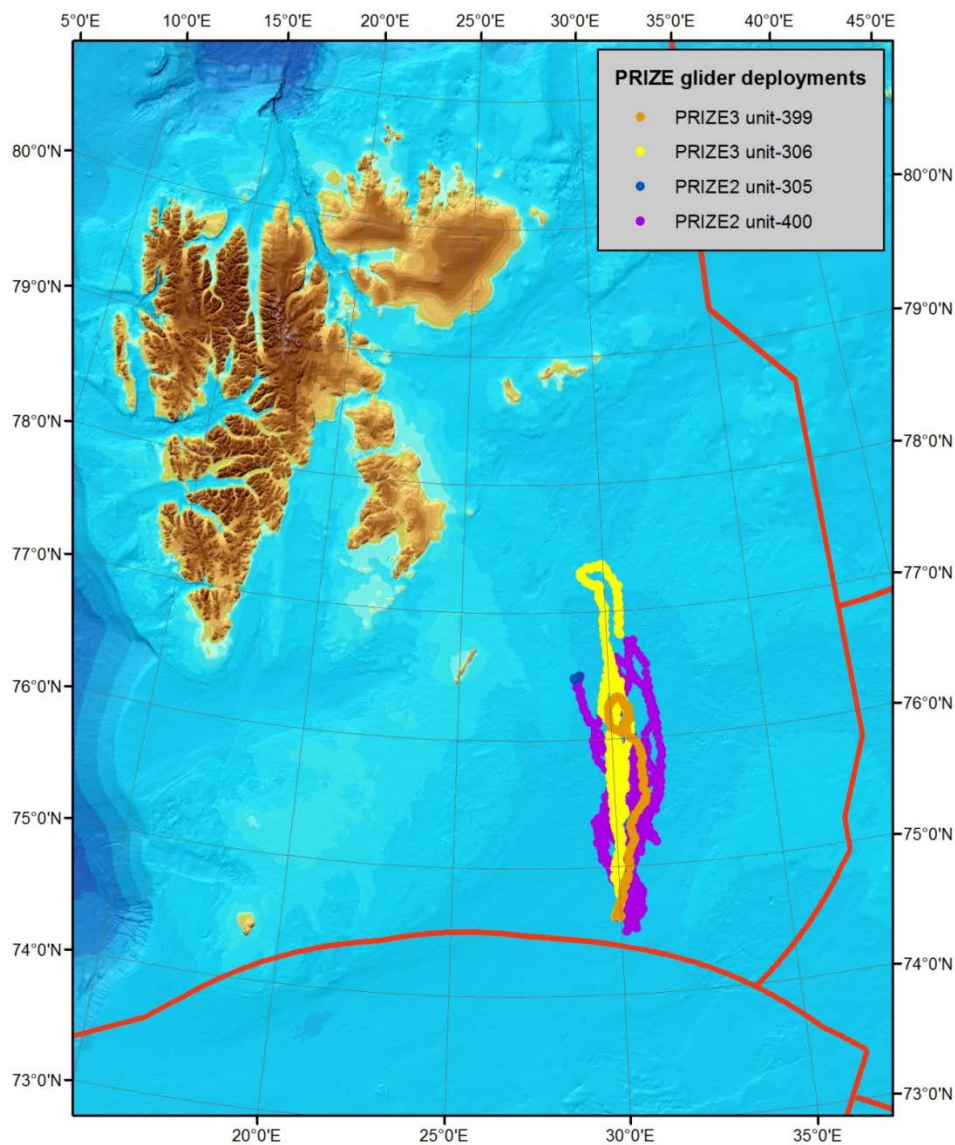 5°0'E 10°0'E 15°0'E 20°0'E 25°0'E 30°0'E 35°0'E 40°0'E 45°0'E
PRIZE glider deployments
PRIZE3 unit-399
PRIZE3 unit-306
PRIZE2 unit-305
PRIZE2 unit-400
80°0'N 80°0'N
79°0'N 79°0'N
78°0'N 78°0'N
77°0'N 77°0'N
76°0'N 76°0'N
75°0'N 75°0'N
74°0'N 74°0'N
73°0'N 73°0'N
20°0'E 25°0'E 30°0'E 35°0'E